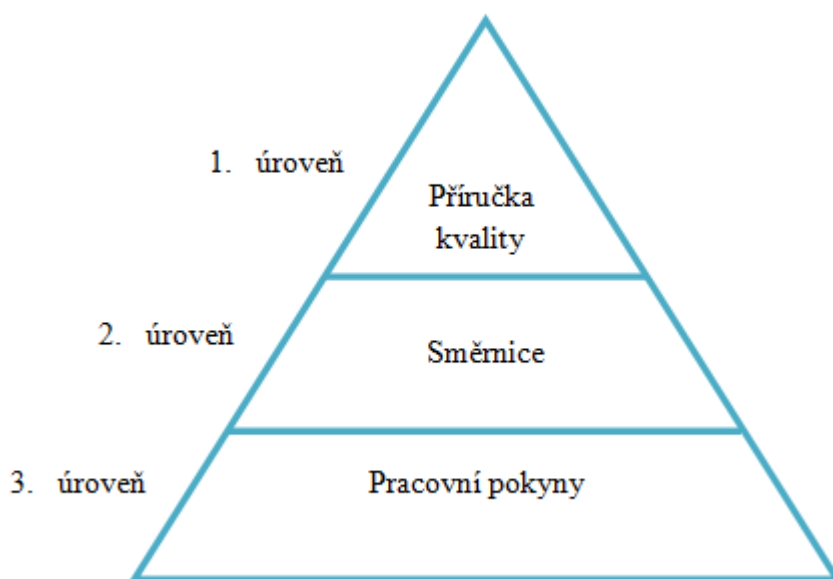 1. úroveň
Příručka
kvality
2. úroveň
Směrnice
3. úroveň
Pracovní pokyny